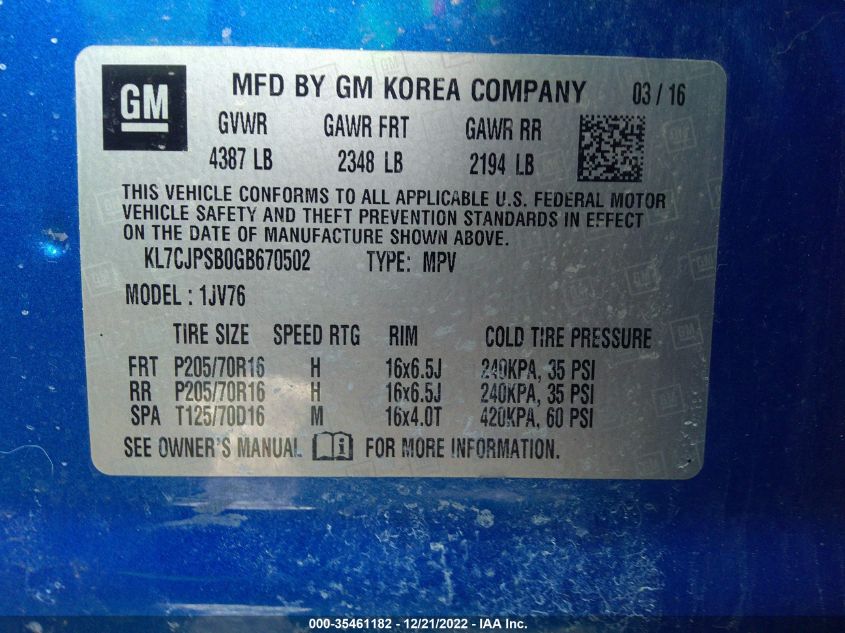 GM
MFD BY GM KOREA COMPANY 03 / 16
GVWR GAWR FRT GAWR RR
4387 LB 2348 LB 2194 LB
THIS VEHICLE CONFORMS TO ALL APPLICABLE U.S. FEDERAL MOTOR
VEHICLE SAFETY AND THEFT PREVENTION STANDARDS IN EFFECT
ON THE DATE OF MANUFACTURE SHOWN ABOVE.
KL7CJPSB0GB670502 TYPE: MPV
MODEL : 1JV76
TIRE SIZE SPEED RTG RIM COLD TIRE PRESSURE
FRT P205/70R16 H 16x6.5J 240KPA, 35 PSI
RR P205/70R16 H 16x6.5J 240KPA, 35 PSI
SPA T125/70D16 M 16x4.0T 420KPA, 60 PSI
SEE OWNER'S MANUAL i FOR MORE INFORMATION.
000-35461182 - 12/21/2022 - IAA Inc.